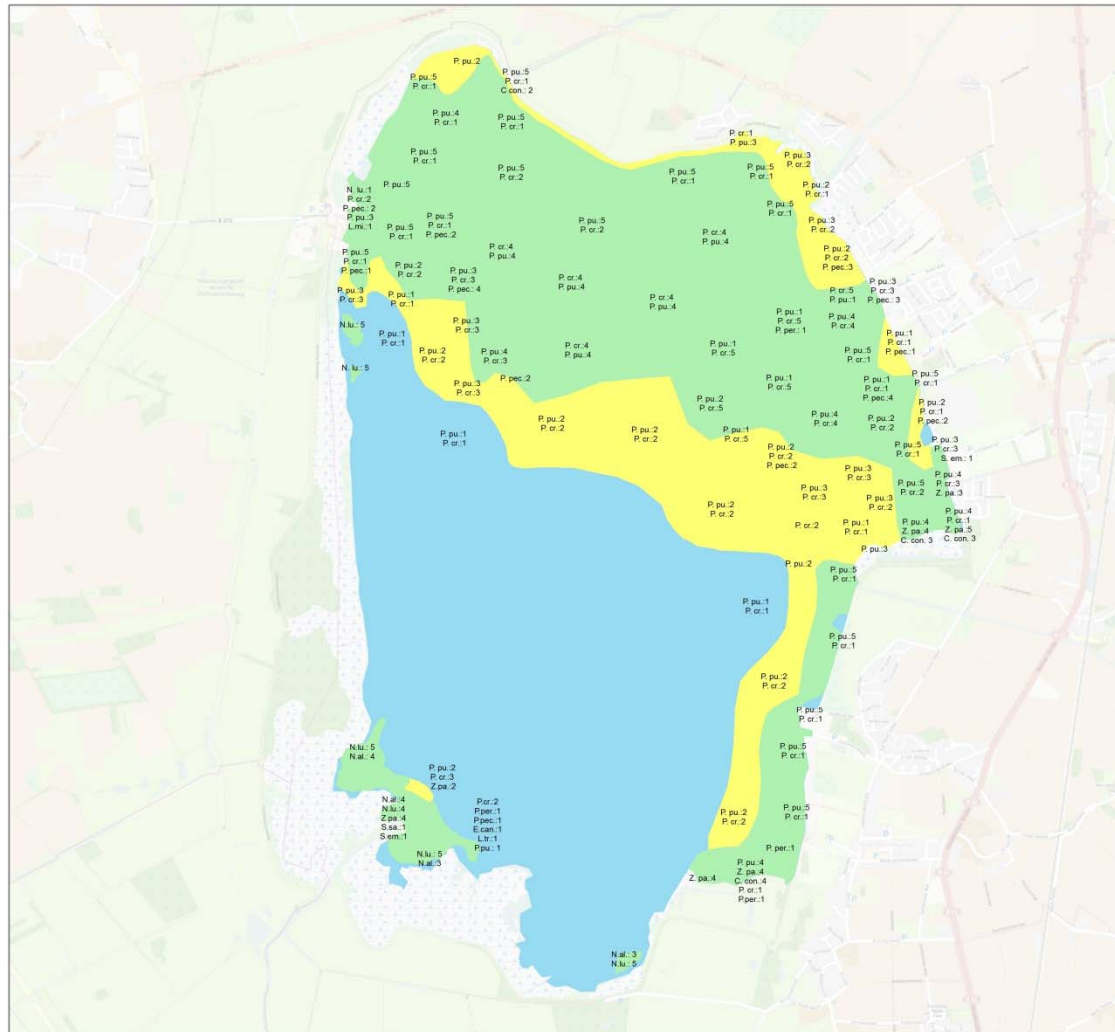 P. pu.:2
P. pu.:5
P. cr.:1
P. pu.:5
P. cr.:1
C con.: 2
P. pu.:4
P. cr.:1
P. pu.:5
P. cr.:1
P. cr.:1
P. pu.:3
P. pu.:5
P. cr.:1
P. pu.:3
P. cr.:2
P. pu.:5
P. cr.:2
P. pu.:5
P. cr.:1
P. pu.:5
P. cr.:1
P. pu.:5
P. pu.:2
P. cr.:1
N. lu.:1
P. cr.:2
P. pec.: 2
P. pu.:3
L.mi.:1
P. pu.:5
P. cr.:1
P. pu.:5
P. cr.:1
P. pec.:2
P. pu.:5
P. cr.:1
P. pu.:5
P. cr.:2
P. pu.:3
P. cr.:2
P. cr.:4
P. pu.:4
P. cr.:4
P. pu.:4
P. pu.:2
P. cr.:2
P. pec.:3
P. pu.:5
P. cr.:1
P. pec.:1
P. pu.:2
P. cr.:2
P. pu.:3
P. cr.:3
P. pec.: 4
P. cr.:4
P. pu.:4
P. pu.:3
P. cr.:3
P. pec.: 3
P. pu.:3
P. cr.:3
P. pu.:1
P. cr.:1
P. cr.:4
P. pu.:4
P. cr.:5
P. pu.:1
P. pu.:1
P. cr.:5
P. per.: 1
P. pu.:4
P. cr.:4
N.lu.: 5
P. pu.:1
P. cr.:1
P. pu.:3
P. cr.:3
P. pu.:1
P. cr.:1
P. pec.:1
P. pu.:2
P. cr.:2
P. pu.:4
P. cr.:3
P. cr.:4
P. pu.:4
P. pu.:1
P. cr.:5
P. pu.:5
P. cr.:1
N. lu.: 5
P. pu.:3
P. cr.:3
P. pec.:2
P. pu.:1
P. cr.:5
P. pu.:1
P. cr.:1
P. pec.:4
P. pu.:5
P. cr.:1
P. pu.:2
P. cr.:5
P. pu.:2
P. cr.:1
P. pec.:2
P. pu.:4
P. cr.:4
P. pu.:2
P. cr.:2
P. pu.:1
P. cr.:1
P. pu.:2
P. cr.:2
P. pu.:2
P. cr.:2
P. pu.:1
P. cr.:5
P. pu.:2
P. cr.:2
P. pec.:2
P. pu.:5
P. cr.:1
P. pu.:3
P. cr.:3
S. em.: 1
P. pu.:3
P. cr.:3
P. pu.:3
P. cr.:3
P. pu.:5
P. cr.:2
P. pu.:4
P. cr.:3
Z. pa.:3
P. pu.:2
P. cr.:2
P. pu.:3
P. cr.:2
P. cr.:2
P. pu.:1
P. cr.:1
P. pu.:4
Z. pa.:4
C. con. 3
P. pu.:4
P. cr.:1
Z. pa.:5
C. con. 3
P. pu.:3
P. pu.:2
P. pu.:5
P. cr.:1
P. pu.:1
P. cr.:1
P. pu.:5
P. cr.:1
P. pu.:2
P. cr.:2
P. pu.:5
P. cr.:1
N.lu.: 5
N.al.: 4
P. pu.:5
P. cr.:1
P. pu.:2
P. cr.:3
Z.pa.:2
N.al.:4
N.lu.:4
Z.pa.:4
S.sa.:1
S.em.:1
P.cr.:2
P.per.:1
P.pec.:1
E.can.:1
L.tr.:1
P.pu.: 1
P. pu.:2
P. cr.:2
P. pu.:5
P. cr.:1
N.lu.: 5
N.al.:3
P. per.:1
Z. pa.:4
P. pu.:4
Z. pa.:4
C. con.:4
P. cr.:1
P.per.:1
N.al.: 3
N.lu.: 5